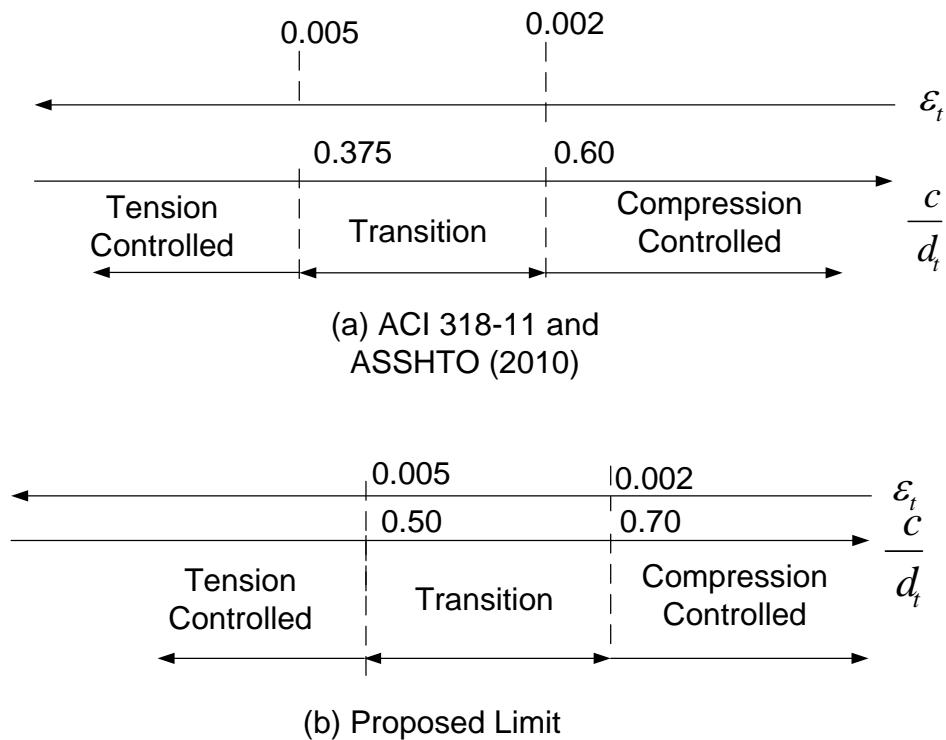 0.005
0.002
εt
0.375
0.60
c
dt
Tension
Controlled
Transition
Compression
Controlled
(a) ACI 318-11 and
ASSHTO (2010)
0.005
0.002
εt
0.50
0.70
c
dt
Tension
Controlled
Transition
Compression
Controlled
(b) Proposed Limit